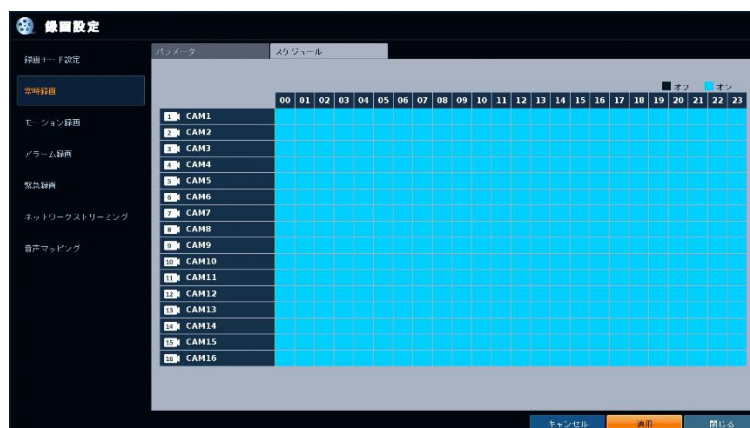 録画設定
録画モード設定
常時録画
モーション録画
アラーム録画
緊急録画
ネットワークストリーミング
音声マッピング
パラメータ
スケジュール
オフ オン
00 01 02 03 04 05 06 07 08 09 10 11 12 13 14 15 16 17 18 19 20 21 22 23
1 CAM1
2 CAM2
3 CAM3
4 CAM4
5 CAM5
6 CAM6
7 CAM7
8 CAM8
9 CAM9
10 CAM10
11 CAM11
12 CAM12
13 CAM13
14 CAM14
15 CAM15
16 CAM16
キャンセル 適用 閉じる